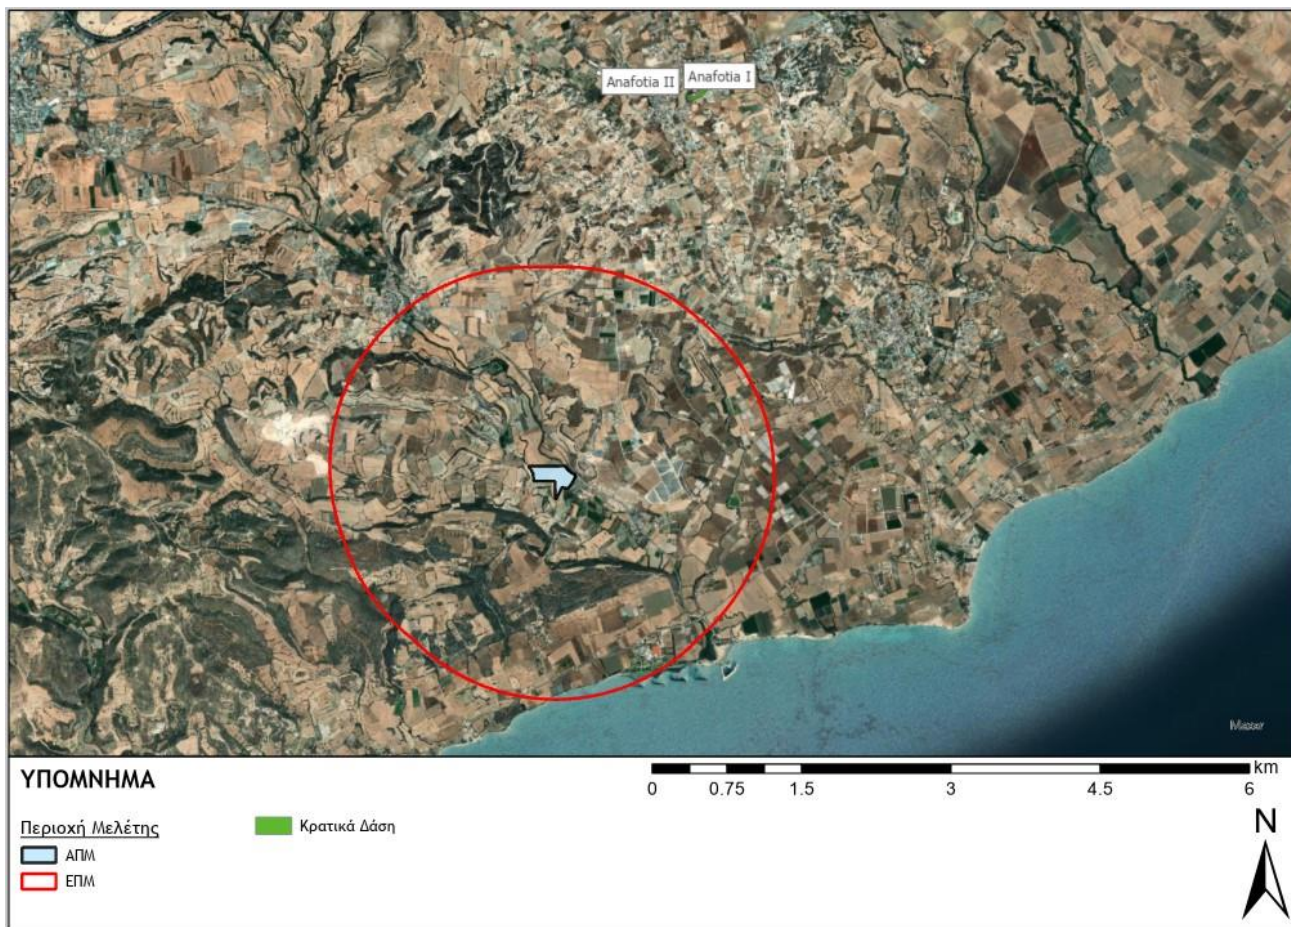 Anafotia II
Anafotia I
Maxar
ΥΠΟΜΝΗΜΑ
Περιοχή Μελέτης
ΑΠΜ
ΕΠΜ
Κρατικά Δάση
0 0.75 1.5 3 4.5 6 km
N